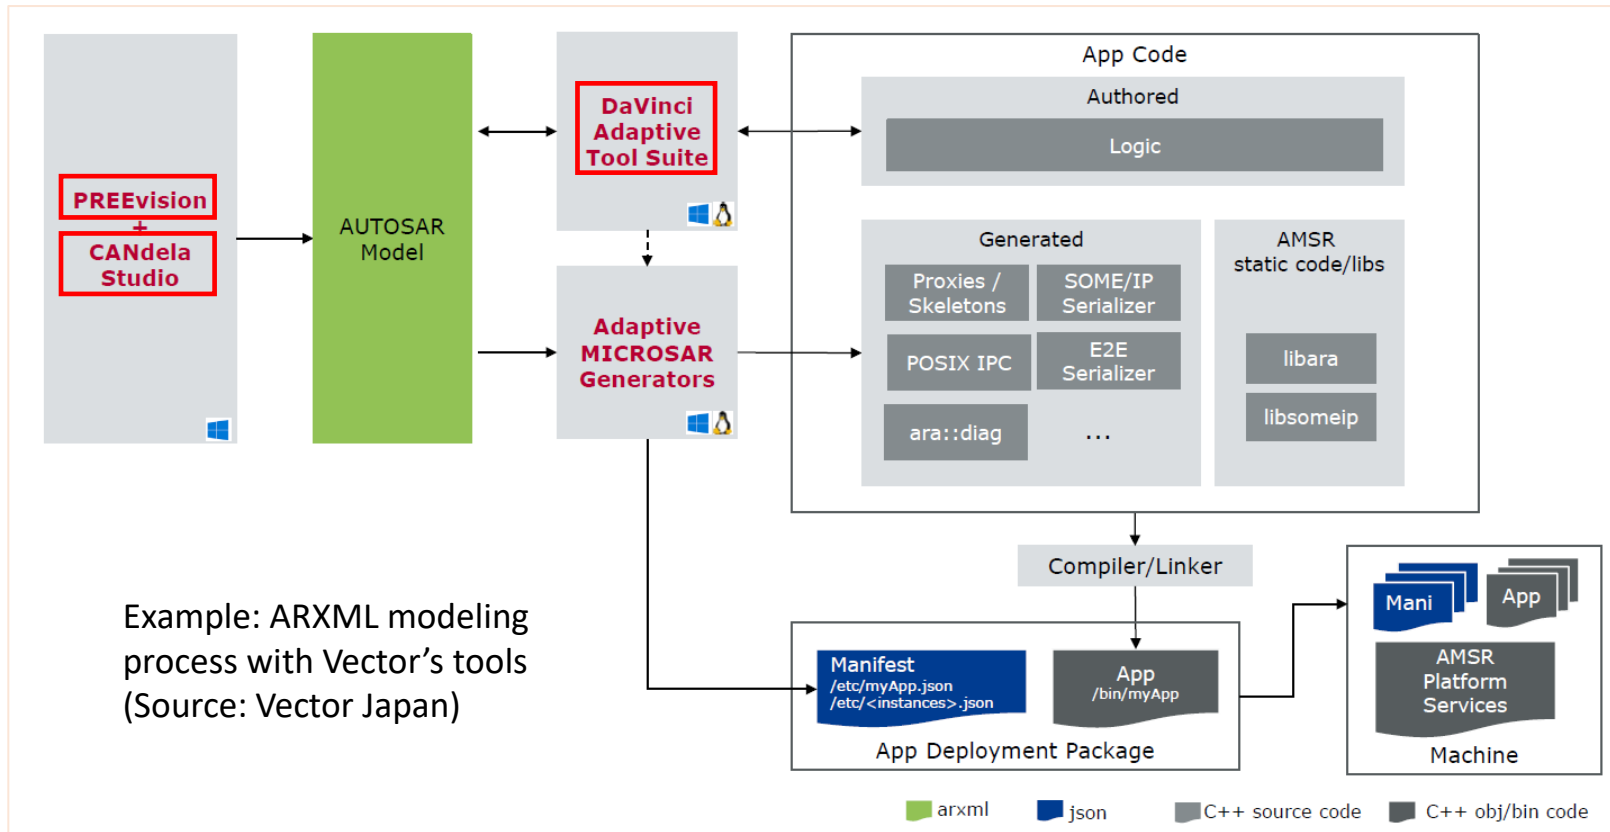 PREEvision
+
CANdela
Studio
AUTOSAR
Model
DaVinci
Adaptive
Tool Suite
Adaptive
MICROSAR
Generators
App Code
Authored
Logic
Generated
Proxies /
Skeletons
SOME/IP
Serializer
POSIX IPC
E2E
Serializer
ara::diag
...
AMSR
static code/libs
libara
libsomeip
Compiler/Linker
Example: ARXML modeling
process with Vector’s tools
(Source: Vector Japan)
Manifest
/etc/myApp.json
/etc/<instances>.json
App
/bin/myApp
App Deployment Package
Mani
App
AMSR
Platform
Services
Machine
arxml
json
C++ source code
C++ obj/bin code